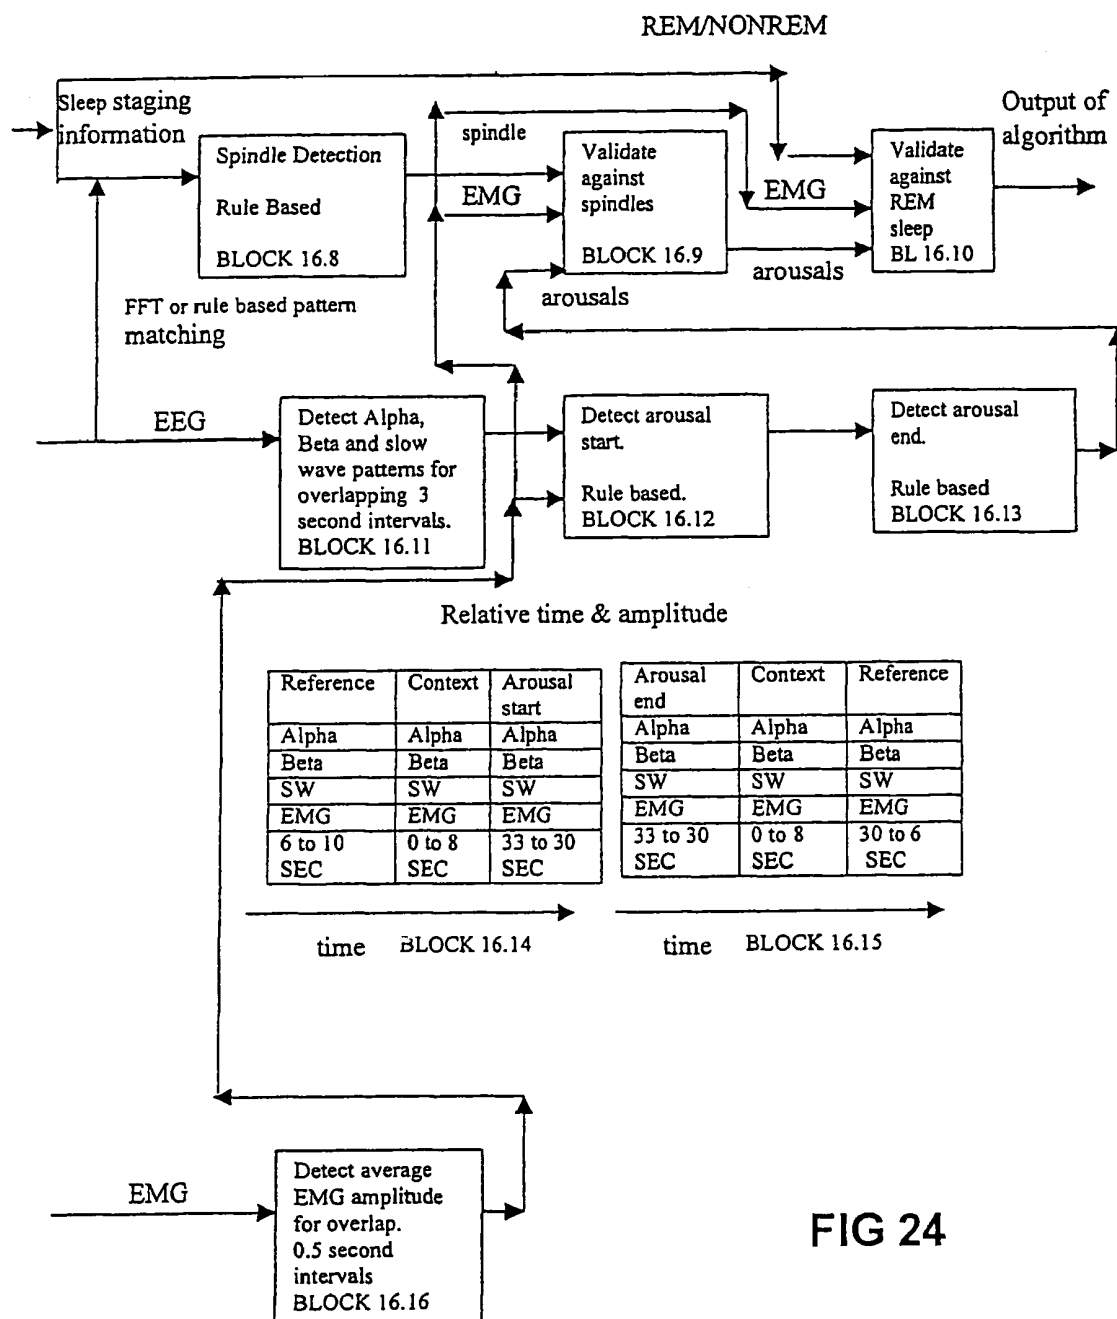 REM/NONREM
Sleep staging
information
Output of
algorithm
Spindle Detection
Rule Based
BLOCK 16.8
spindle
EMG
Validate
against
spindles
BLOCK 16.9
EMG
Validate
against
REM
sleep
BL 16.10
arousals
arousals
FFT or rule based pattern
matching
EEG
Detect Alpha,
Beta and slow
wave patterns for
overlapping 3
second intervals.
BLOCK 16.11
Detect arousal
start.
Rule based.
BLOCK 16.12
Detect arousal
end.
Rule based
BLOCK 16.13
Relative time & amplitude
Reference Context Arousal
start
Alpha Alpha Alpha
Beta Beta Beta
SW SW SW
EMG EMG EMG
6 to 10 0 to 8 33 to 30
SEC SEC SEC
time BLOCK 16.14
Arousal Context Reference
end
Alpha Alpha Alpha
Beta Beta Beta
SW SW SW
EMG EMG EMG
33 to 30 0 to 8 30 to 6
SEC SEC SEC
time BLOCK 16.15
EMG
Detect average
EMG amplitude
for overlap.
0.5 second
intervals
BLOCK 16.16
FIG 24